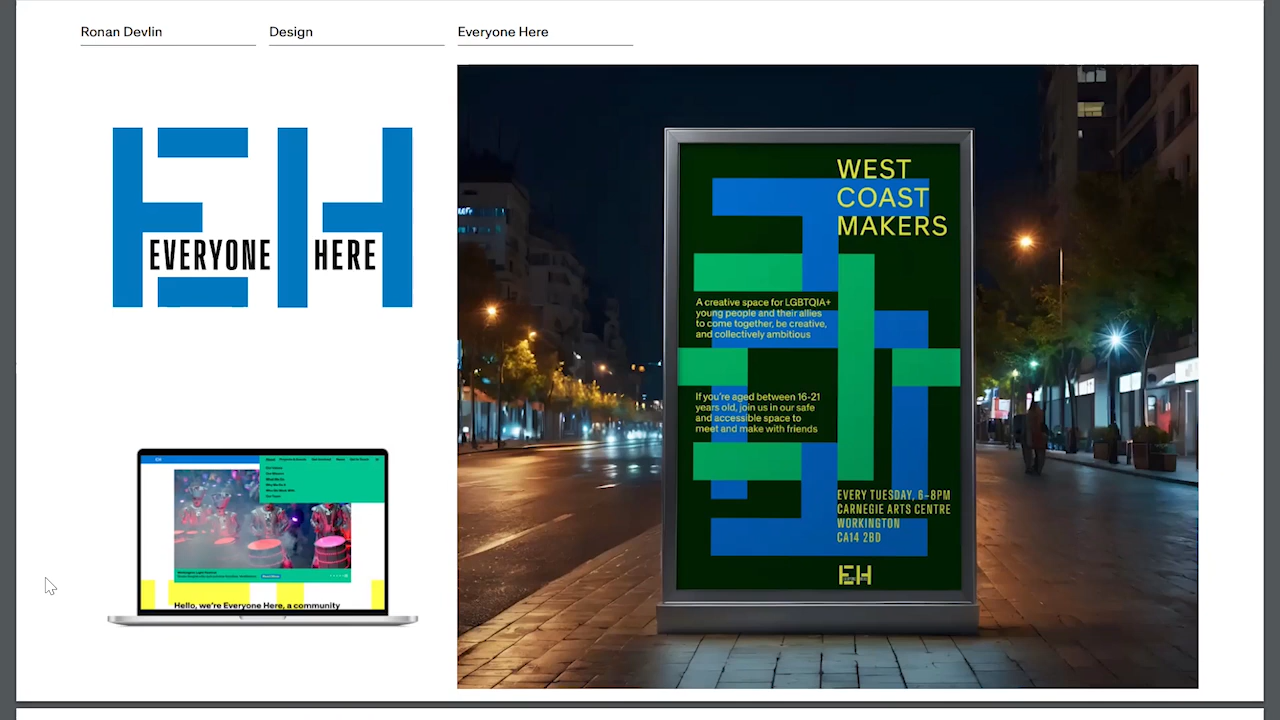 Ronan Devlin
Design
Everyone Here
EH
EVERYONE HERE
WEST
COAST
MAKERS
A creative space for LGBTQIA+
young people and their allies
to come together, be creative,
and collectively ambitious
If you're aged between 16-21
years old, join us in our safe
and accessible space to
meet and make with friends
EVERY TUESDAY, 6–8PM
CARNEGIE ARTS CENTRE
WORKINGTON
CA14 2BD
EH
Hello, we're Everyone Here, a community